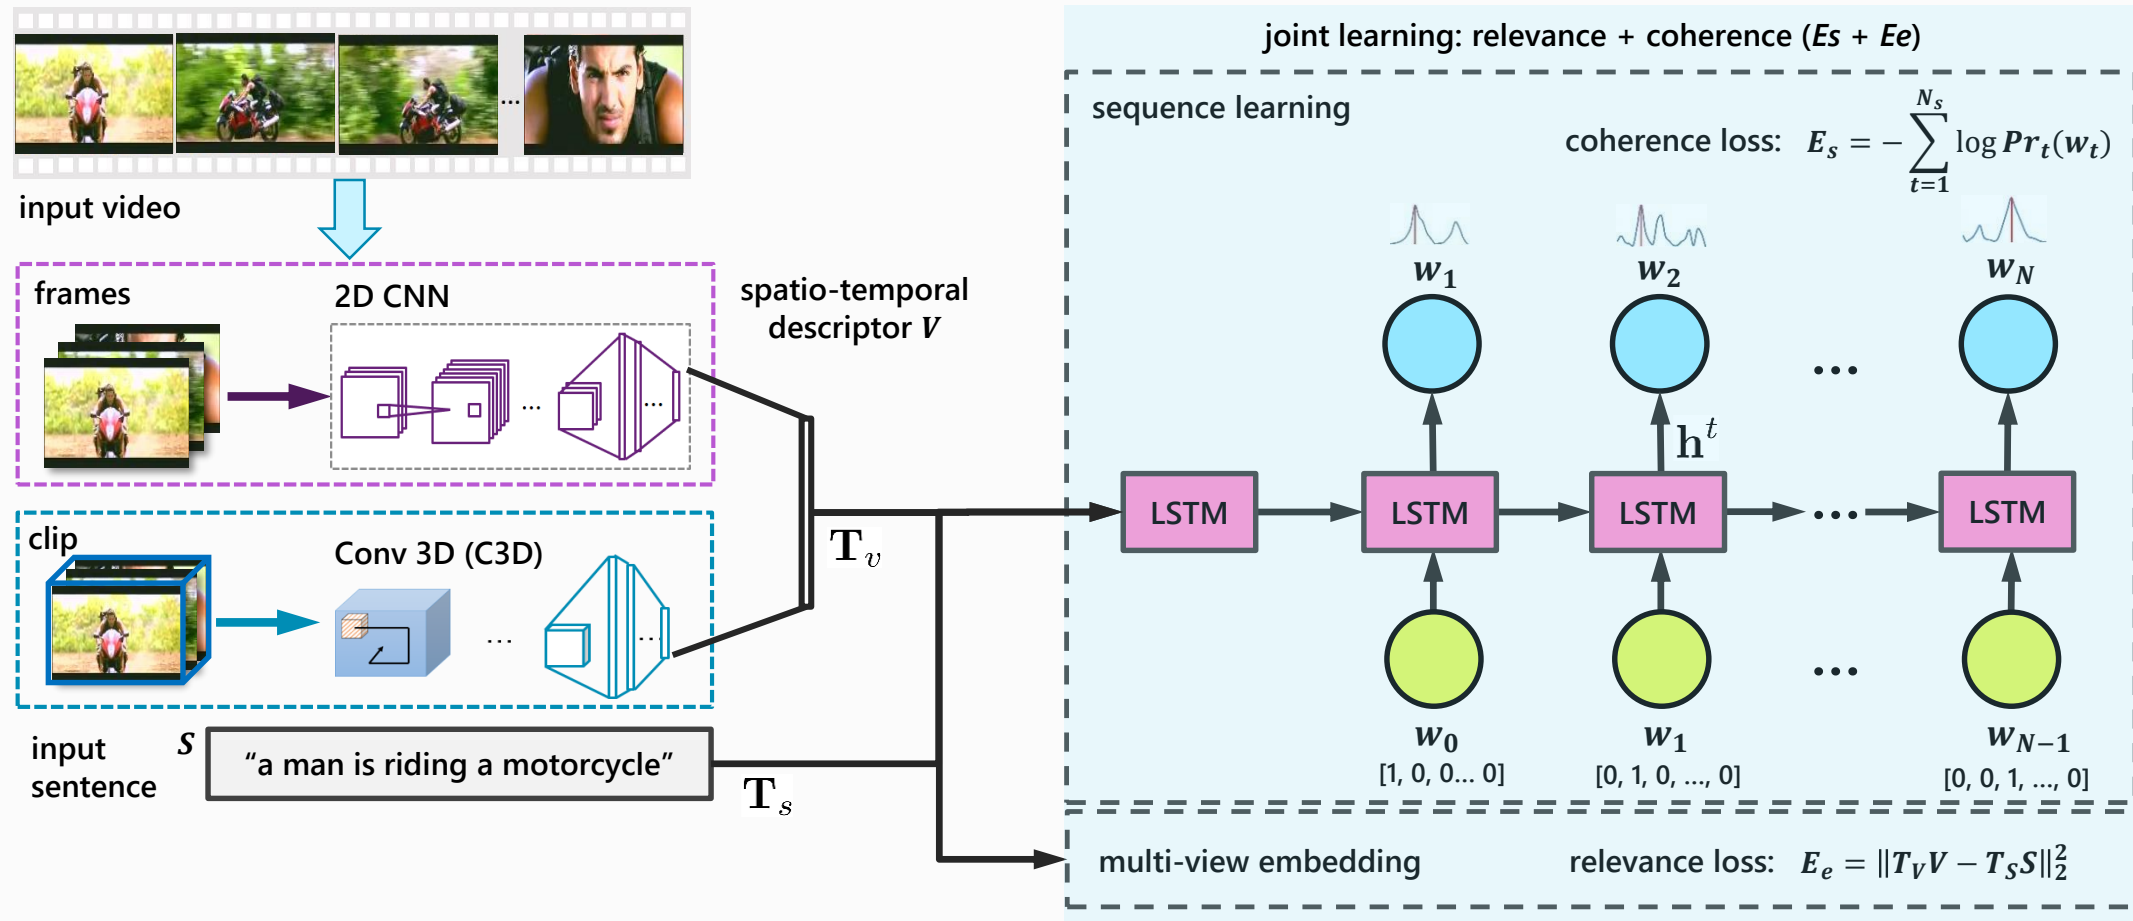 joint learning: relevance + coherence (Es + Ee)
...
input video
sequence learning
coherence loss: E_s = −∑_{t=1}^{N_s} log Pr_t(w_t)
w_1
w_2
w_N
frames
2D CNN
...
...
spatio-temporal
descriptor V
...
h^t
LSTM
LSTM
LSTM
...
LSTM
T_v
clip
Conv 3D (C3D)
...
...
...
w_0
w_1
w_{N−1}
[1, 0, 0... 0]
[0, 1, 0, ..., 0]
[0, 0, 1, ..., 0]
input
sentence
S
“a man is riding a motorcycle”
T_s
multi-view embedding
relevance loss: E_e = ‖T_V V − T_S S‖_2^2